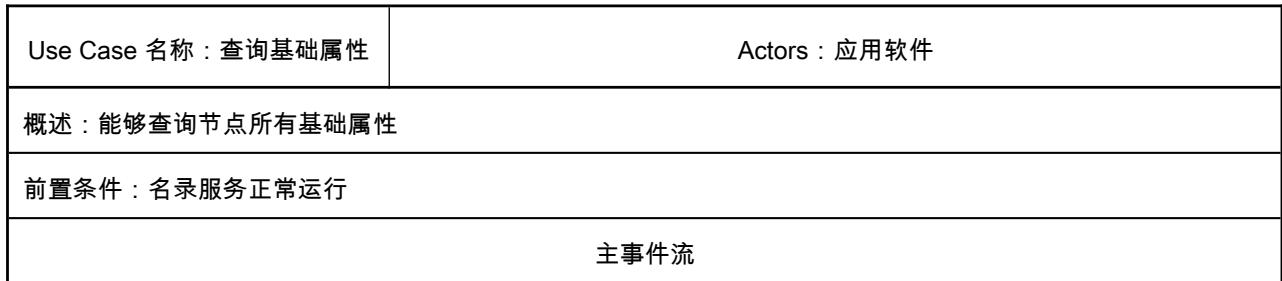 Use Case 名称：查询基础属性
Actors：应用软件
概述：能够查询节点所有基础属性
前置条件：名录服务正常运行
主事件流